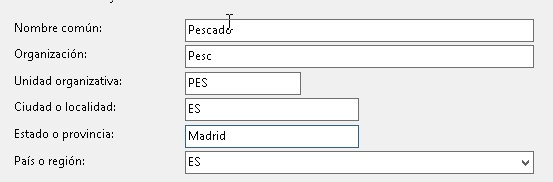 Nombre común: Pescado
Organización: Pesc
Unidad organizativa: PES
Ciudad o localidad: ES
Estado o provincia: Madrid
País o región: ES